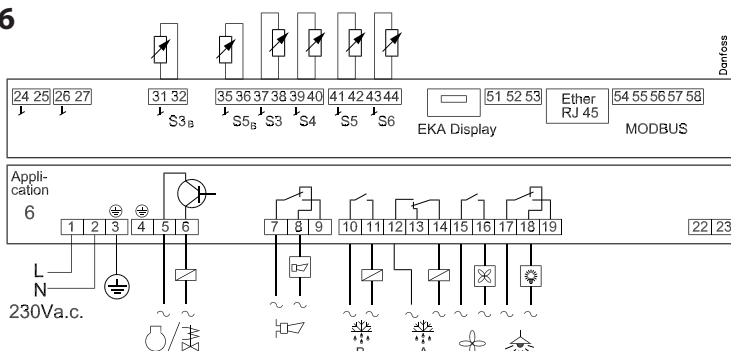 6
Danfoss
24 25 26 27 31 32 35 36 37 38 39 40 41 42 43 44 51 52 53 Ether RJ 45 54 55 56 57 58
S3B S5B S3 S4 S5 S6
EKA Display
MODBUS
Appli-
cation
6
1 2 3 4 5 6 7 8 9 10 11 12 13 14 15 16 17 18 19 22 23
L
N
230Va.c.